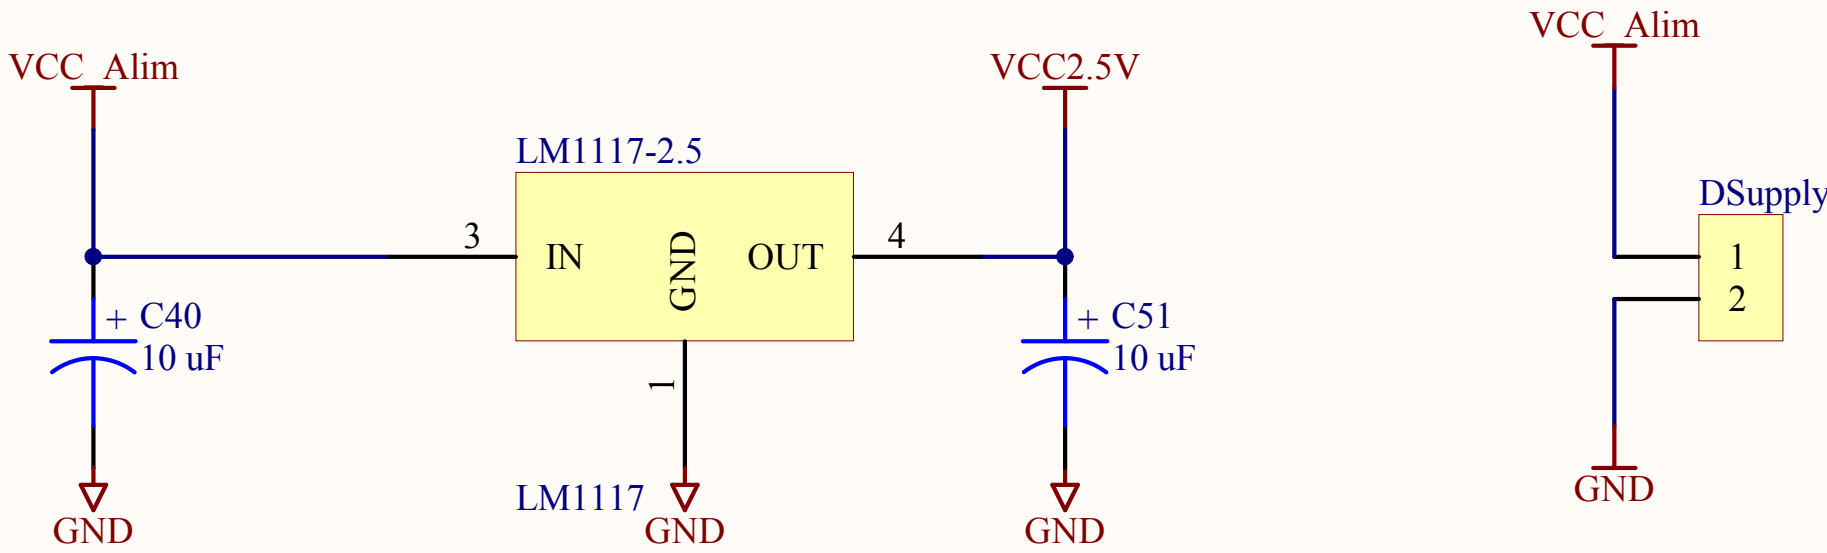 VCC_Alim
VCC_Alim
VCC2.5V
LM1117-2.5
DSupply
3
IN
GND
OUT
4
1
2
+ C40
10 uF
+ C51
10 uF
1
LM1117
GND
GND
GND
GND